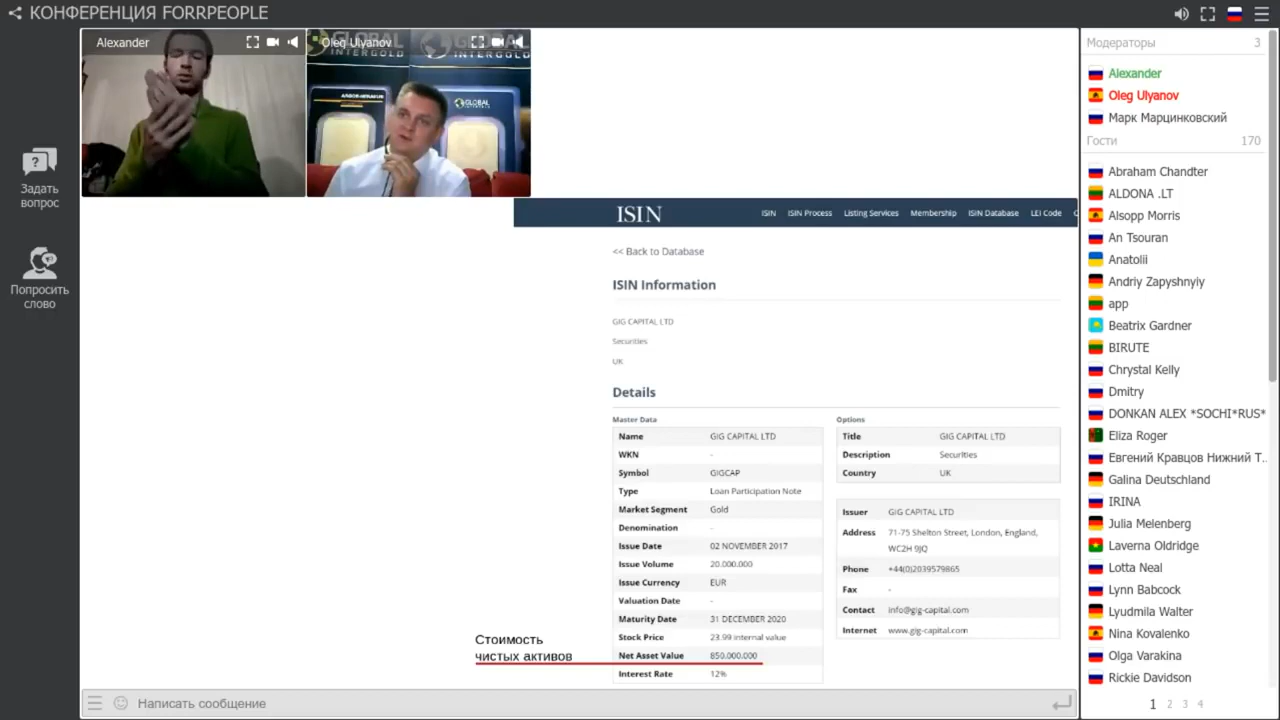 КОНФЕРЕНЦИЯ FORRPEOPLE
Alexander
Oleg Ulyanov
GLOBAL
INTERGOLD
GLOBAL
INTERGOLD
ARGOR-HERAEUS
GLOBAL
INTERGOLD
Задать
вопрос
Попросить
слово
ISIN
ISIN ISIN Process Listing Services Membership ISIN Database LEI Code
<< Back to Database
ISIN Information
GIG CAPITAL LTD
Securities
UK
Details
Master Data
Name GIG CAPITAL LTD
WKN -
Symbol GIGCAP
Type Loan Participation Note
Market Segment Gold
Denomination -
Issue Date 02 NOVEMBER 2017
Issue Volume 20.000.000
Issue Currency EUR
Valuation Date -
Maturity Date 31 DECEMBER 2020
Stock Price 23.99 internal value
Net Asset Value 850.000.000
Interest Rate 12%
Стоимость
чистых активов
Options
Title GIG CAPITAL LTD
Description Securities
Country UK
Issuer GIG CAPITAL LTD
Address 71-75 Shelton Street, London, England,
WC2H 9JQ
Phone +44(0)2039579865
Fax -
Contact info@gig-capital.com
Internet www.gig-capital.com
Написать сообщение
Модераторы 3
Alexander
Oleg Ulyanov
Марк Марцинковский
Гости 170
Abraham Chandter
ALDONA .LT
Alsopp Morris
An Tsouran
Anatolii
Andriy Zapyshnyiy
app
Beatrix Gardner
BIRUTE
Chrystal Kelly
Dmitry
DONKAN ALEX *SOCHI*RUS*
Eliza Roger
Евгений Кравцов Нижний Т..
Galina Deutschland
IRINA
Julia Melenberg
Laverna Oldridge
Lotta Neal
Lynn Babcock
Lyudmila Walter
Nina Kovalenko
Olga Varakina
Rickie Davidson
1 2 3 4